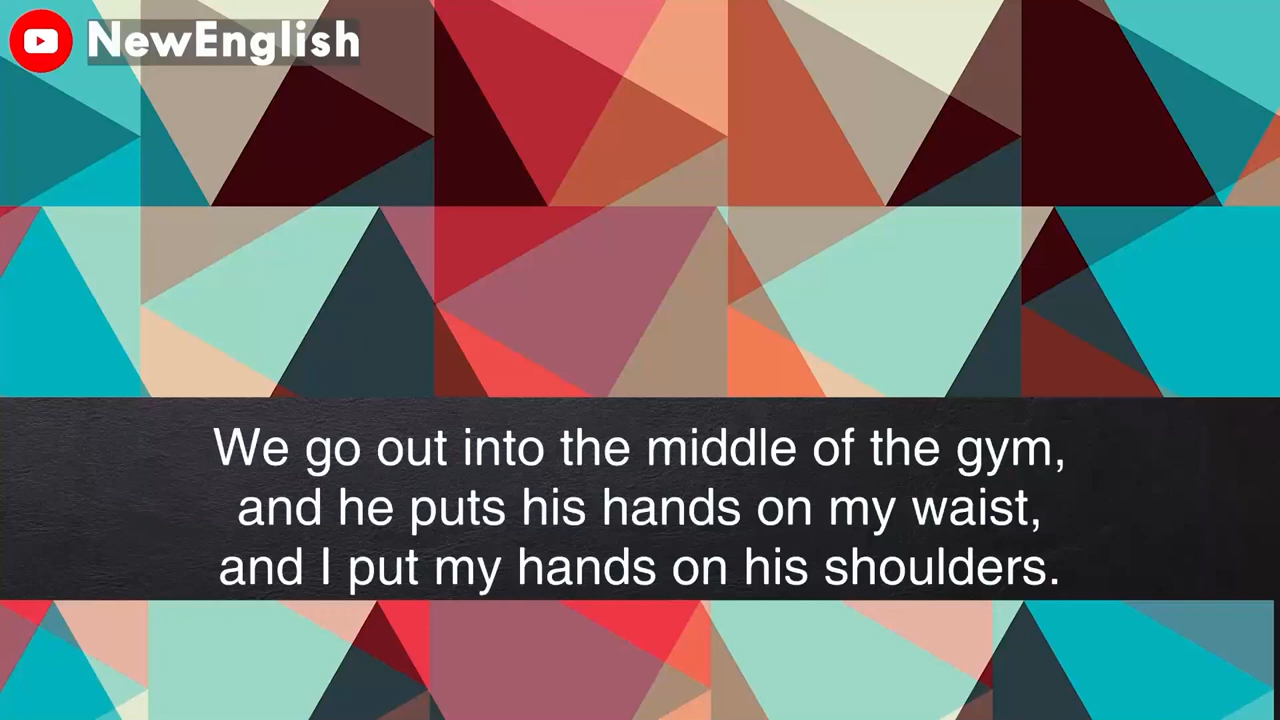 NewEnglish
We go out into the middle of the gym,
and he puts his hands on my waist,
and I put my hands on his shoulders.